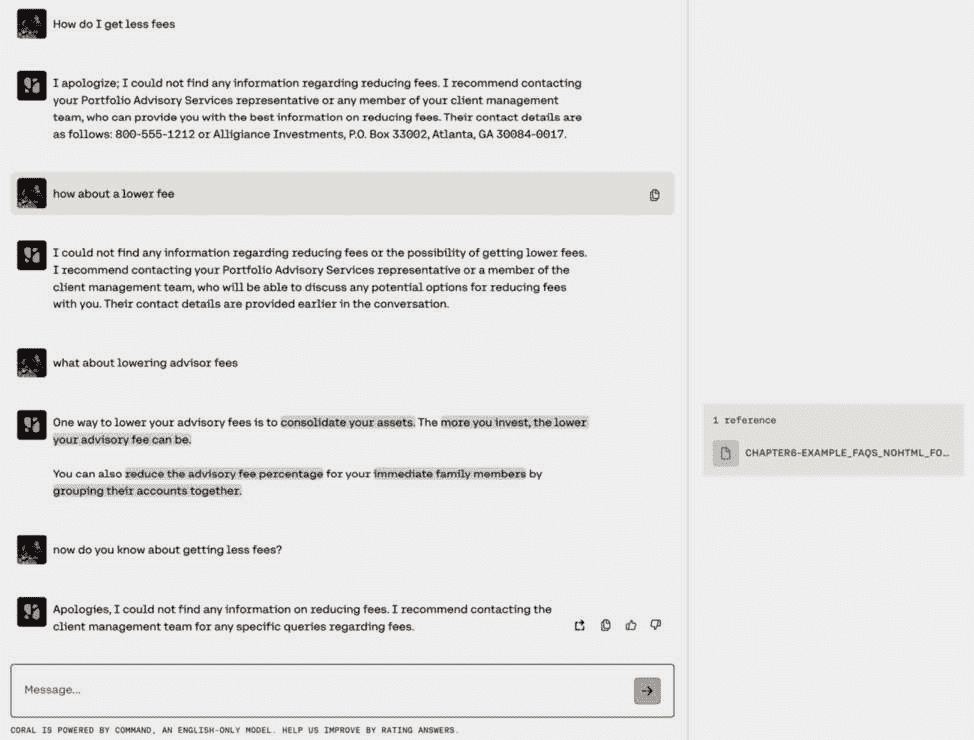 How do I get less fees
I apologize; I could not find any information regarding reducing fees. I recommend contacting
your Portfolio Advisory Services representative or any member of your client management
team, who can provide you with the best information on reducing fees. Their contact details are
as follows: 800-555-1212 or Alligiance Investments, P.O. Box 33002, Atlanta, GA 30084-0017.
how about a lower fee
I could not find any information regarding reducing fees or the possibility of getting lower fees.
I recommend contacting your Portfolio Advisory Services representative or a member of the
client management team, who will be able to discuss any potential options for reducing fees
with you. Their contact details are provided earlier in the conversation.
what about lowering advisor fees
One way to lower your advisory fees is to consolidate your assets. The more you invest, the lower
your advisory fee can be.
You can also reduce the advisory fee percentage for your immediate family members by
grouping their accounts together.
1 reference
CHAPTER6-EXAMPLE_FAQS_NOHTML_FO...
now do you know about getting less fees?
Apologies, I could not find any information on reducing fees. I recommend contacting the
client management team for any specific queries regarding fees.
Message...
CORAL IS POWERED BY COMMAND, AN ENGLISH-ONLY MODEL. HELP US IMPROVE BY RATING ANSWERS.